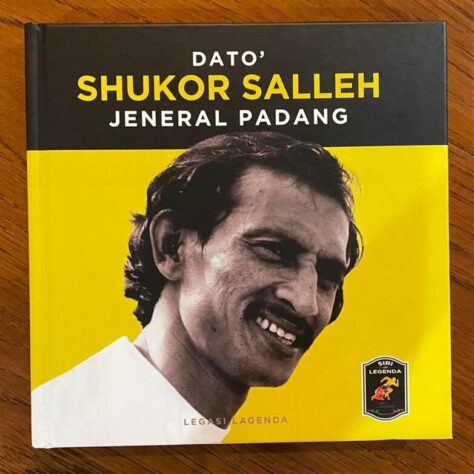 DATO'
SHUKOR SALLEH
JENERAL PADANG
SIRI
LEGENDA
LEGASI LAGENDA